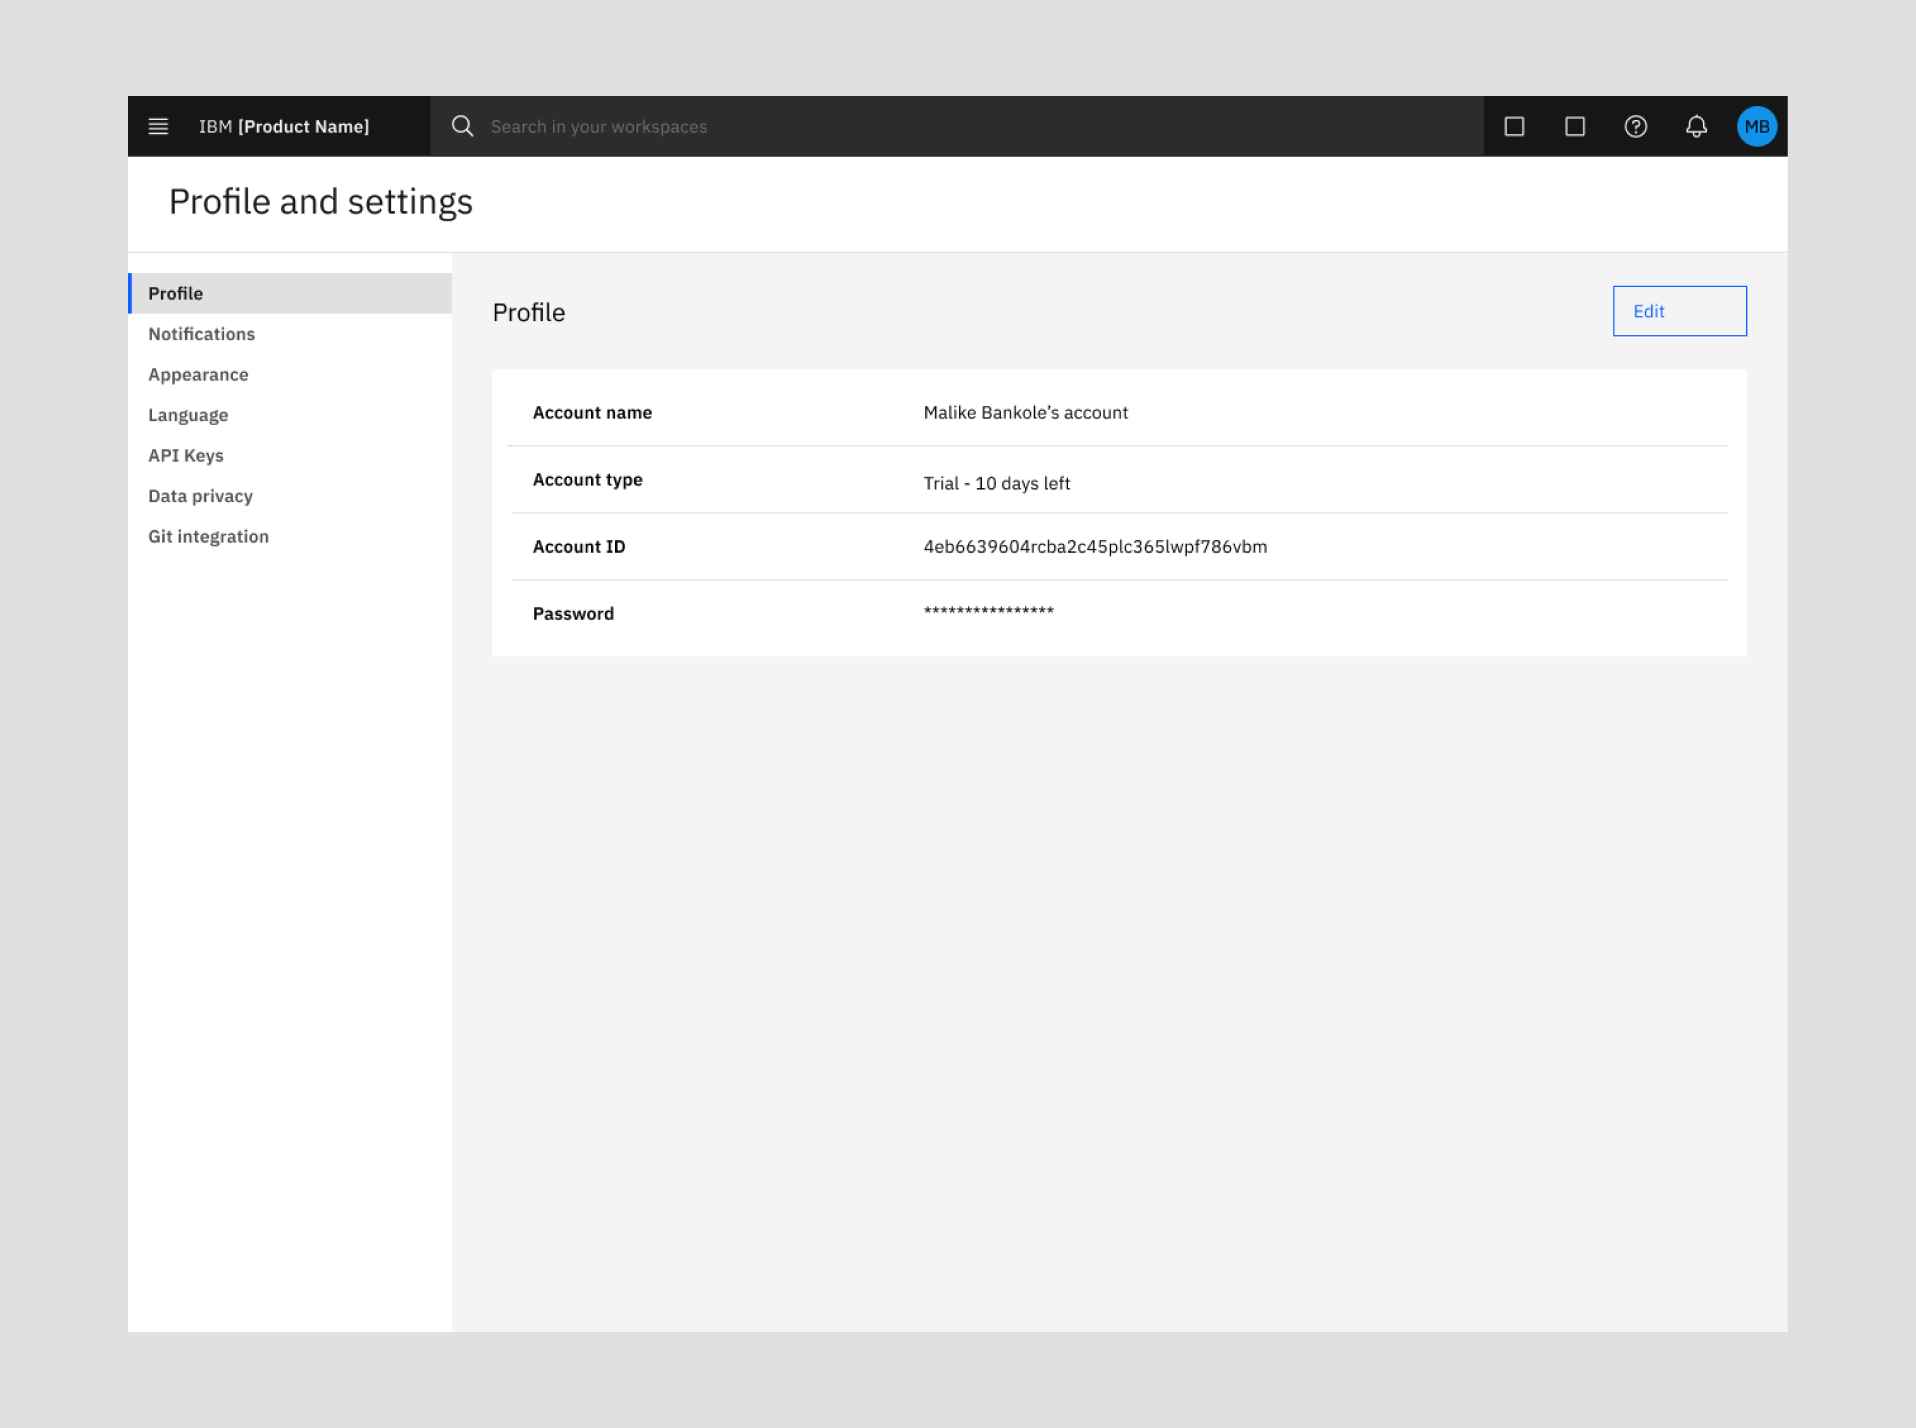 IBM [Product Name]
Search in your workspaces
MB
Profile and settings
Profile
Notifications
Appearance
Language
API Keys
Data privacy
Git integration
Profile
Edit
Account name
Malike Bankole’s account
Account type
Trial - 10 days left
Account ID
4eb6639604rcba2c45plc365lwpf786vbm
Password
****************